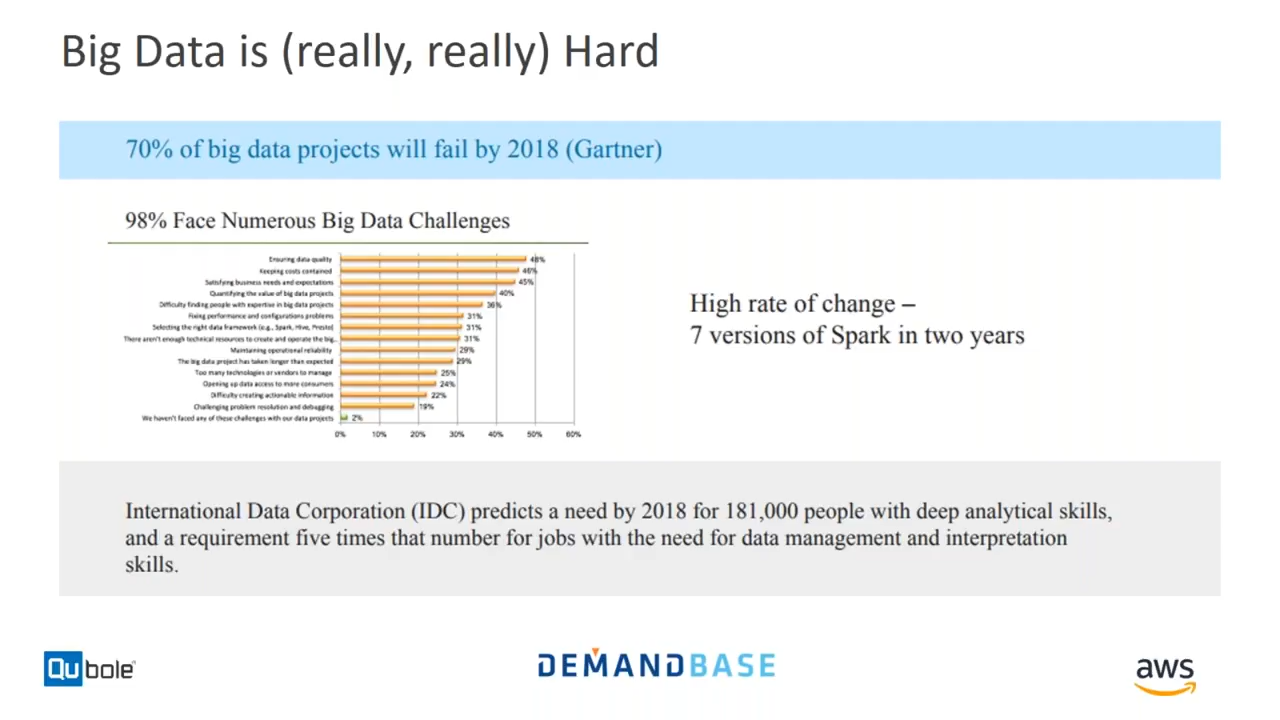 Big Data is (really, really) Hard
70% of big data projects will fail by 2018 (Gartner)
98% Face Numerous Big Data Challenges
Ensuring data quality 48%
Keeping costs contained 46%
Satisfying business needs and expectations 45%
Quantifying the value of big data projects 40%
Difficulty finding people with expertise in big data projects 36%
Fixing performance and configurations problems 31%
Selecting the right data framework (e.g., Spark, Hive, Presto) 31%
There aren't enough technical resources to create and operate the big... 31%
Maintaining operational reliability 29%
The big data project has taken longer than expected 29%
Too many technologies or vendors to manage 25%
Opening up data access to more consumers 24%
Difficulty creating actionable information 22%
Challenging problem resolution and debugging 19%
We haven't faced any of these challenges with our data projects 2%
0% 10% 20% 30% 40% 50% 60%
High rate of change –
7 versions of Spark in two years
International Data Corporation (IDC) predicts a need by 2018 for 181,000 people with deep analytical skills,
and a requirement five times that number for jobs with the need for data management and interpretation
skills.
Qubole
DEMANDBASE
aws